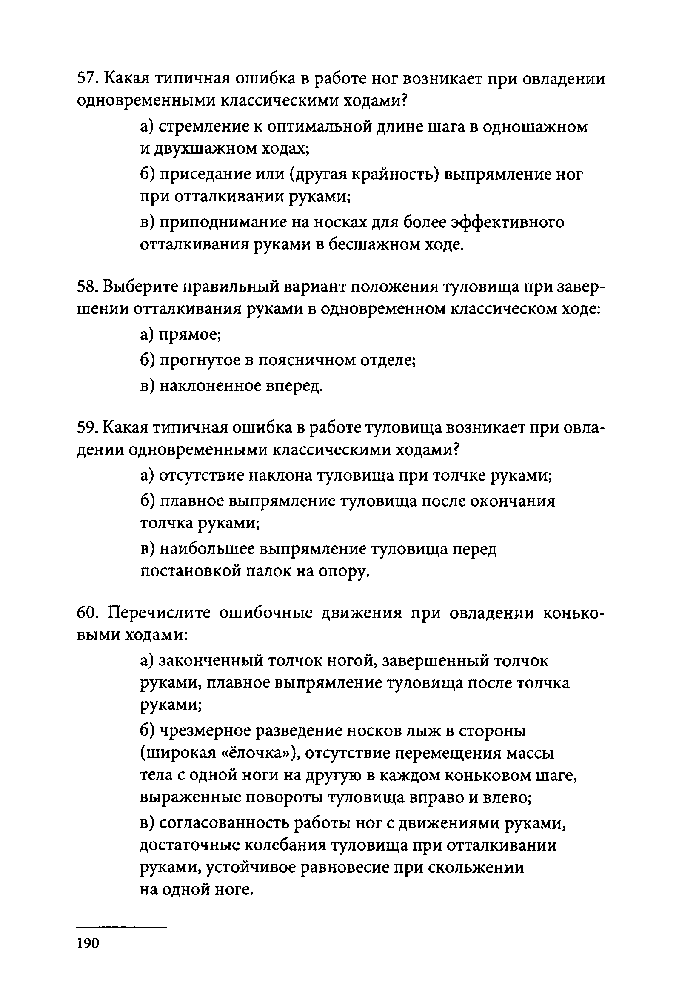 57. Какая типичная ошибка в работе ног возникает при овладении
одновременными классическими ходами?
а) стремление к оптимальной длине шага в одношажном
и двухшажном ходах;
б) приседание или (другая крайность) выпрямление ног
при отталкивании руками;
в) приподнимание на носках для более эффективного
отталкивания руками в бесшажном ходе.
58. Выберите правильный вариант положения туловища при завер-
шении отталкивания руками в одновременном классическом ходе:
а) прямое;
б) прогнутое в поясничном отделе;
в) наклоненное вперед.
59. Какая типичная ошибка в работе туловища возникает при овла-
дении одновременными классическими ходами?
а) отсутствие наклона туловища при толчке руками;
б) плавное выпрямление туловища после окончания
толчка руками;
в) наибольшее выпрямление туловища перед
постановкой палок на опору.
60. Перечислите ошибочные движения при овладении конько-
выми ходами:
а) законченный толчок ногой, завершенный толчок
руками, плавное выпрямление туловища после толчка
руками;
б) чрезмерное разведение носков лыж в стороны
(широкая «ёлочка»), отсутствие перемещения массы
тела с одной ноги на другую в каждом коньковом шаге,
выраженные повороты туловища вправо и влево;
в) согласованность работы ног с движениями руками,
достаточные колебания туловища при отталкивании
руками, устойчивое равновесие при скольжении
на одной ноге.
190